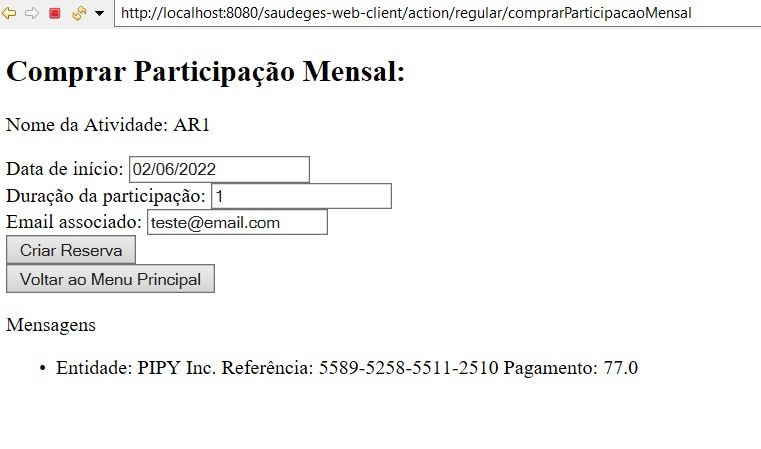 http://localhost:8080/saudeges-web-client/action/regular/comprarParticipacaoMensal
Comprar Participação Mensal:
Nome da Atividade: AR1
Data de início: 02/06/2022
Duração da participação: 1
Email associado: teste@email.com
Criar Reserva
Voltar ao Menu Principal
Mensagens
• Entidade: PIPY Inc. Referência: 5589-5258-5511-2510 Pagamento: 77.0